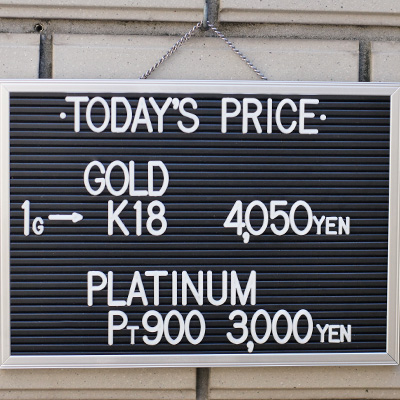 ·TODAY'S PRICE·
GOLD
1G→ K18 4,050YEN
PLATINUM
PT900 3,000YEN